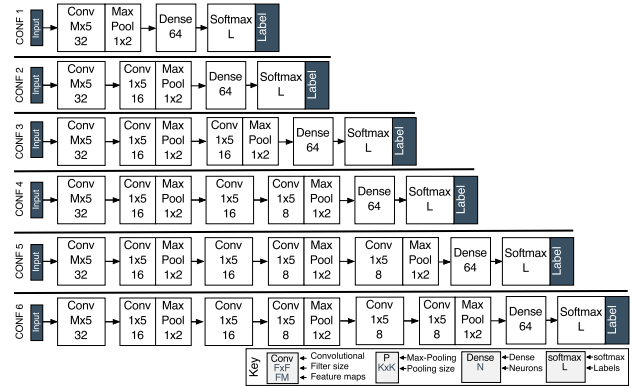 CONF 1
Input
Conv Max Dense Softmax Label
Mx5 Pool 64 L
32 1x2
CONF 2
Input
Conv Conv Max Dense Softmax Label
Mx5 1x5 Pool 64 L
32 16 1x2
CONF 3
Input
Conv Conv Max Conv Max Dense Softmax Label
Mx5 1x5 Pool 1x5 Pool 64 L
32 16 1x2 16 1x2
CONF 4
Input
Conv Conv Max Conv Conv Max Dense Softmax Label
Mx5 1x5 Pool 1x5 1x5 Pool 64 L
32 16 1x2 16 8 1x2
CONF 5
Input
Conv Conv Max Conv Conv Max Conv Max Dense Softmax Label
Mx5 1x5 Pool 1x5 1x5 Pool 1x5 Pool 64 L
32 16 1x2 16 8 1x2 8 1x2
CONF 6
Input
Conv Conv Max Conv Conv Max Conv Conv Max Dense Softmax Label
Mx5 1x5 Pool 1x5 1x5 Pool 1x5 1x5 Pool 64 L
32 16 1x2 16 8 1x2 8 8 1x2
Key
Conv Convolutional P Max-Pooling Dense Dense softmax softmax
FxF Filter size KxK Pooling size N Neurons L Labels
FM Feature maps